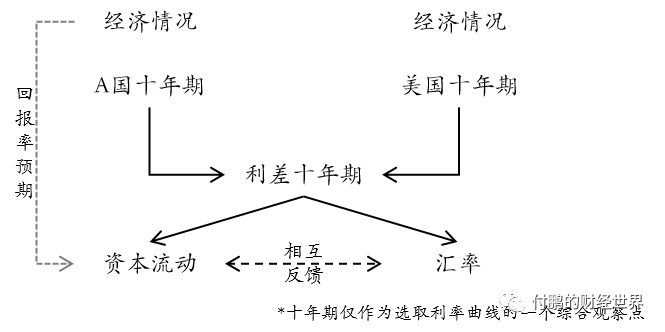 经济情况 经济情况
A国十年期 美国十年期
回报率预期
利差十年期
资本流动 相互 汇率
反馈
*十年期仅作为选取利率曲线的一个综合观察点
付鹏的财经世界